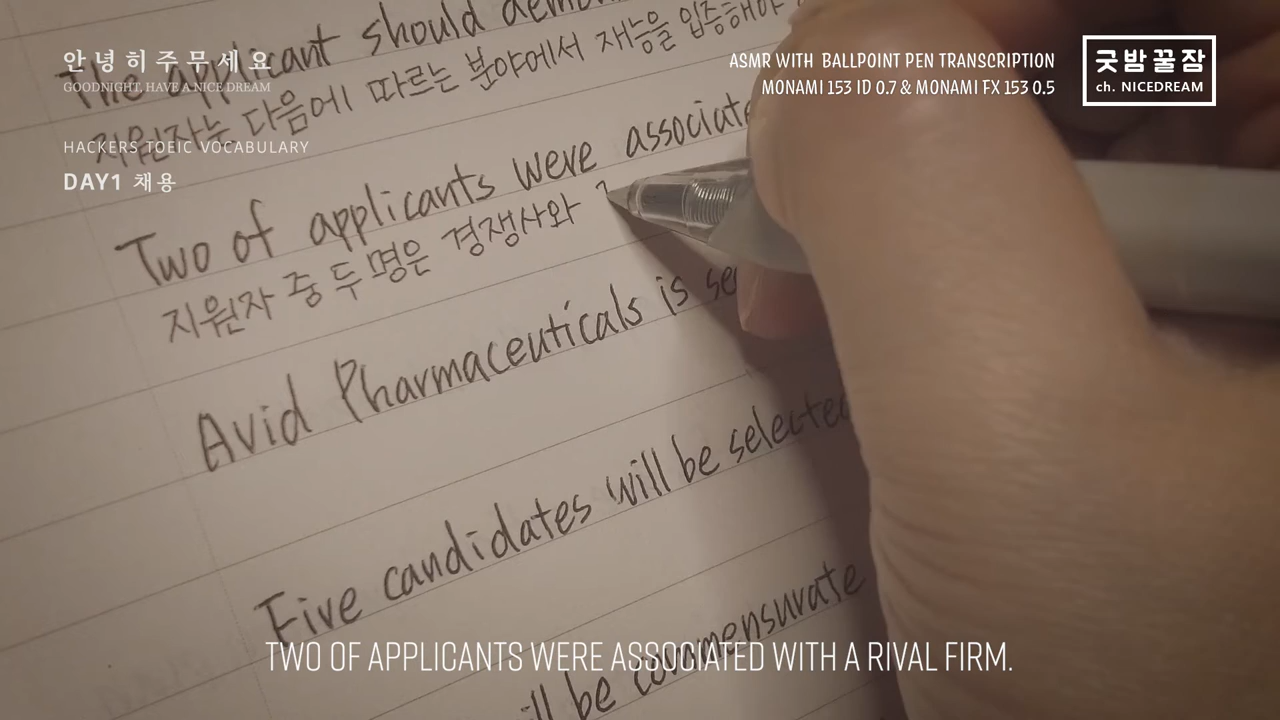 안녕히주무세요
GOODNIGHT, HAVE A NICE DREAM
HACKERS TOEIC VOCABULARY
DAY1 채용
ASMR WITH BALLPOINT PEN TRANSCRIPTION
MONAMI 153 ID 0.7 & MONAMI FX 153 0.5
굿밤꿀잠
ch. NICEDREAM
The applicant should
지원자는 다음에 따르는 분야에서 재능을 입증해야
Two of applicants were associate
지원자 중 두 명은 경쟁사와
Avid Pharmaceuticals is se
Five candidates will be selected
ll be commensurate
TWO OF APPLICANTS WERE ASSOCIATED WITH A RIVAL FIRM.